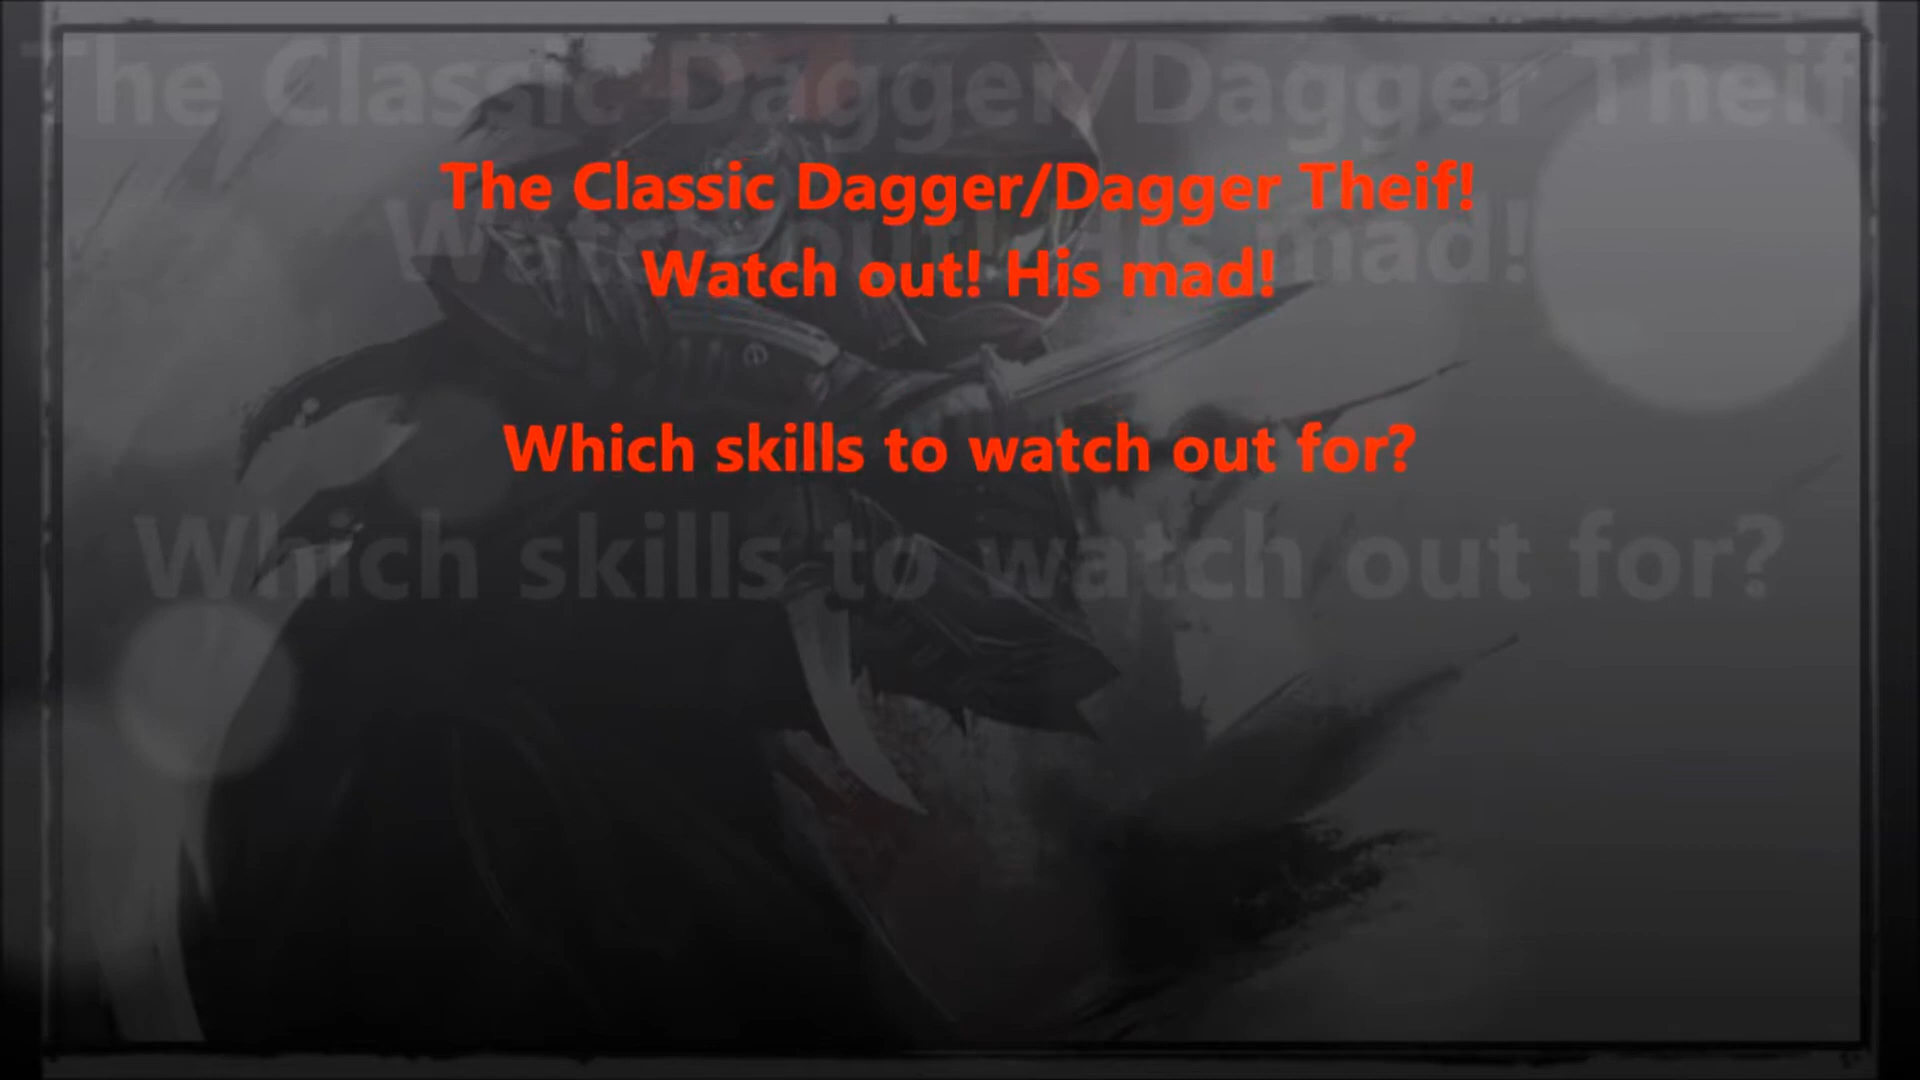 The Classic Dagger/Dagger Theif!
Watch out! His mad!
Which skills to watch out for?